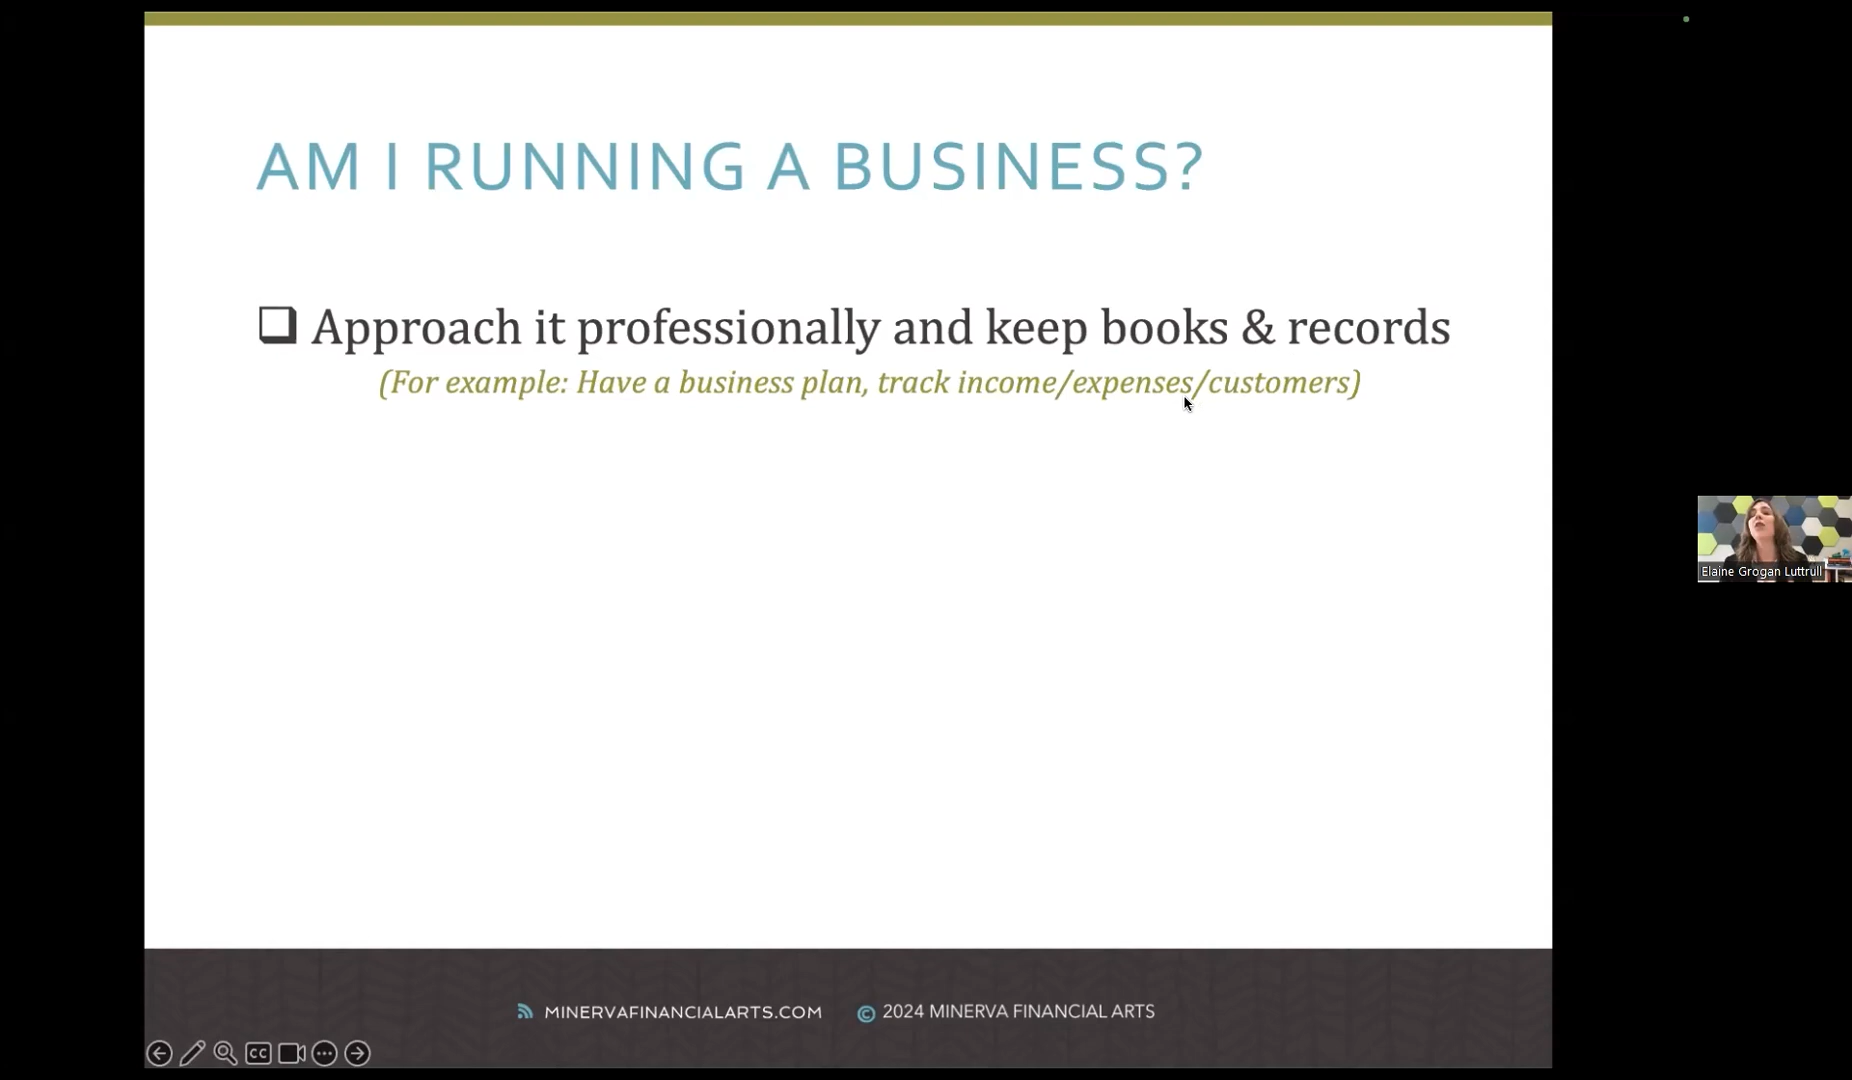 AM I RUNNING A BUSINESS?
Approach it professionally and keep books & records
(For example: Have a business plan, track income/expenses/customers)
Elaine Grogan Luttrull
MINERVAFINANCIALARTS.COM © 2024 MINERVA FINANCIAL ARTS
CC